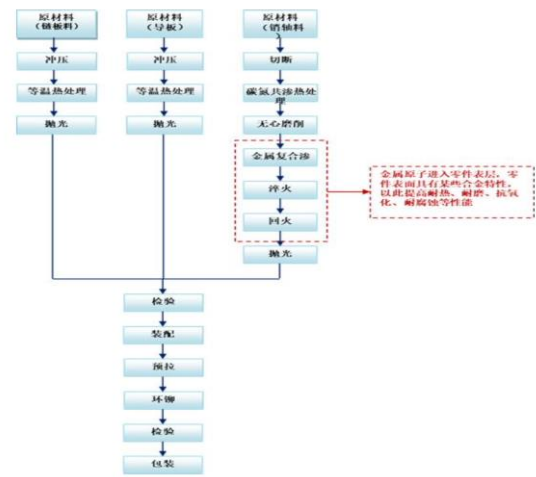 原材料
（链板料）
冲压
等温热处理
抛光
原材料
（导板）
冲压
等温热处理
抛光
原材料
（销轴料
）
切断
碳氮共渗热处
理
无心磨削
金属复合渗
淬火
回火
抛光
金属原子进入零件表层，零
件表面具有某些合金特性，
以此提高耐热、耐磨、抗氧
化、耐腐蚀等性能
检验
装配
预拉
环铆
检验
包装